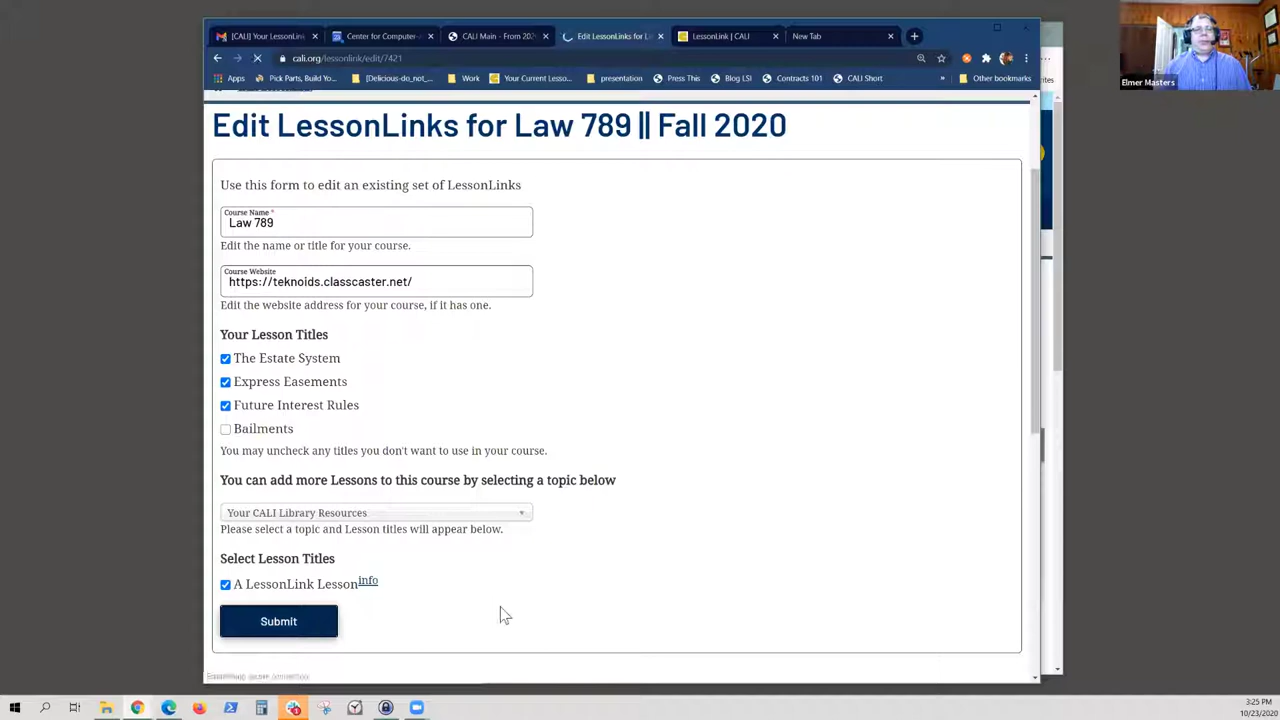 [CALI] Your LessonLin
Center for Computer-
CALI Main - From 202
Edit LessonLinks for L
LessonLink | CALI
New Tab
cali.org/lessonlink/edit/7421
Apps
Pick Parts, Build Yo...
[Delicious-do_not_...
Work
Your Current Lesso...
presentation
Press This
Blog LSI
Contracts 101
CALI Short
»
Other bookmarks
Elmer Masters
Edit LessonLinks for Law 789 || Fall 2020
Use this form to edit an existing set of LessonLinks
Course Name *
Law 789
Edit the name or title for your course.
Course Website
https://teknoids.classcaster.net/
Edit the website address for your course, if it has one.
Your Lesson Titles
The Estate System
Express Easements
Future Interest Rules
Bailments
You may uncheck any titles you don't want to use in your course.
You can add more Lessons to this course by selecting a topic below
Your CALI Library Resources
Please select a topic and Lesson titles will appear below.
Select Lesson Titles
A LessonLink Lesson info
Submit
3:25 PM
10/23/2020